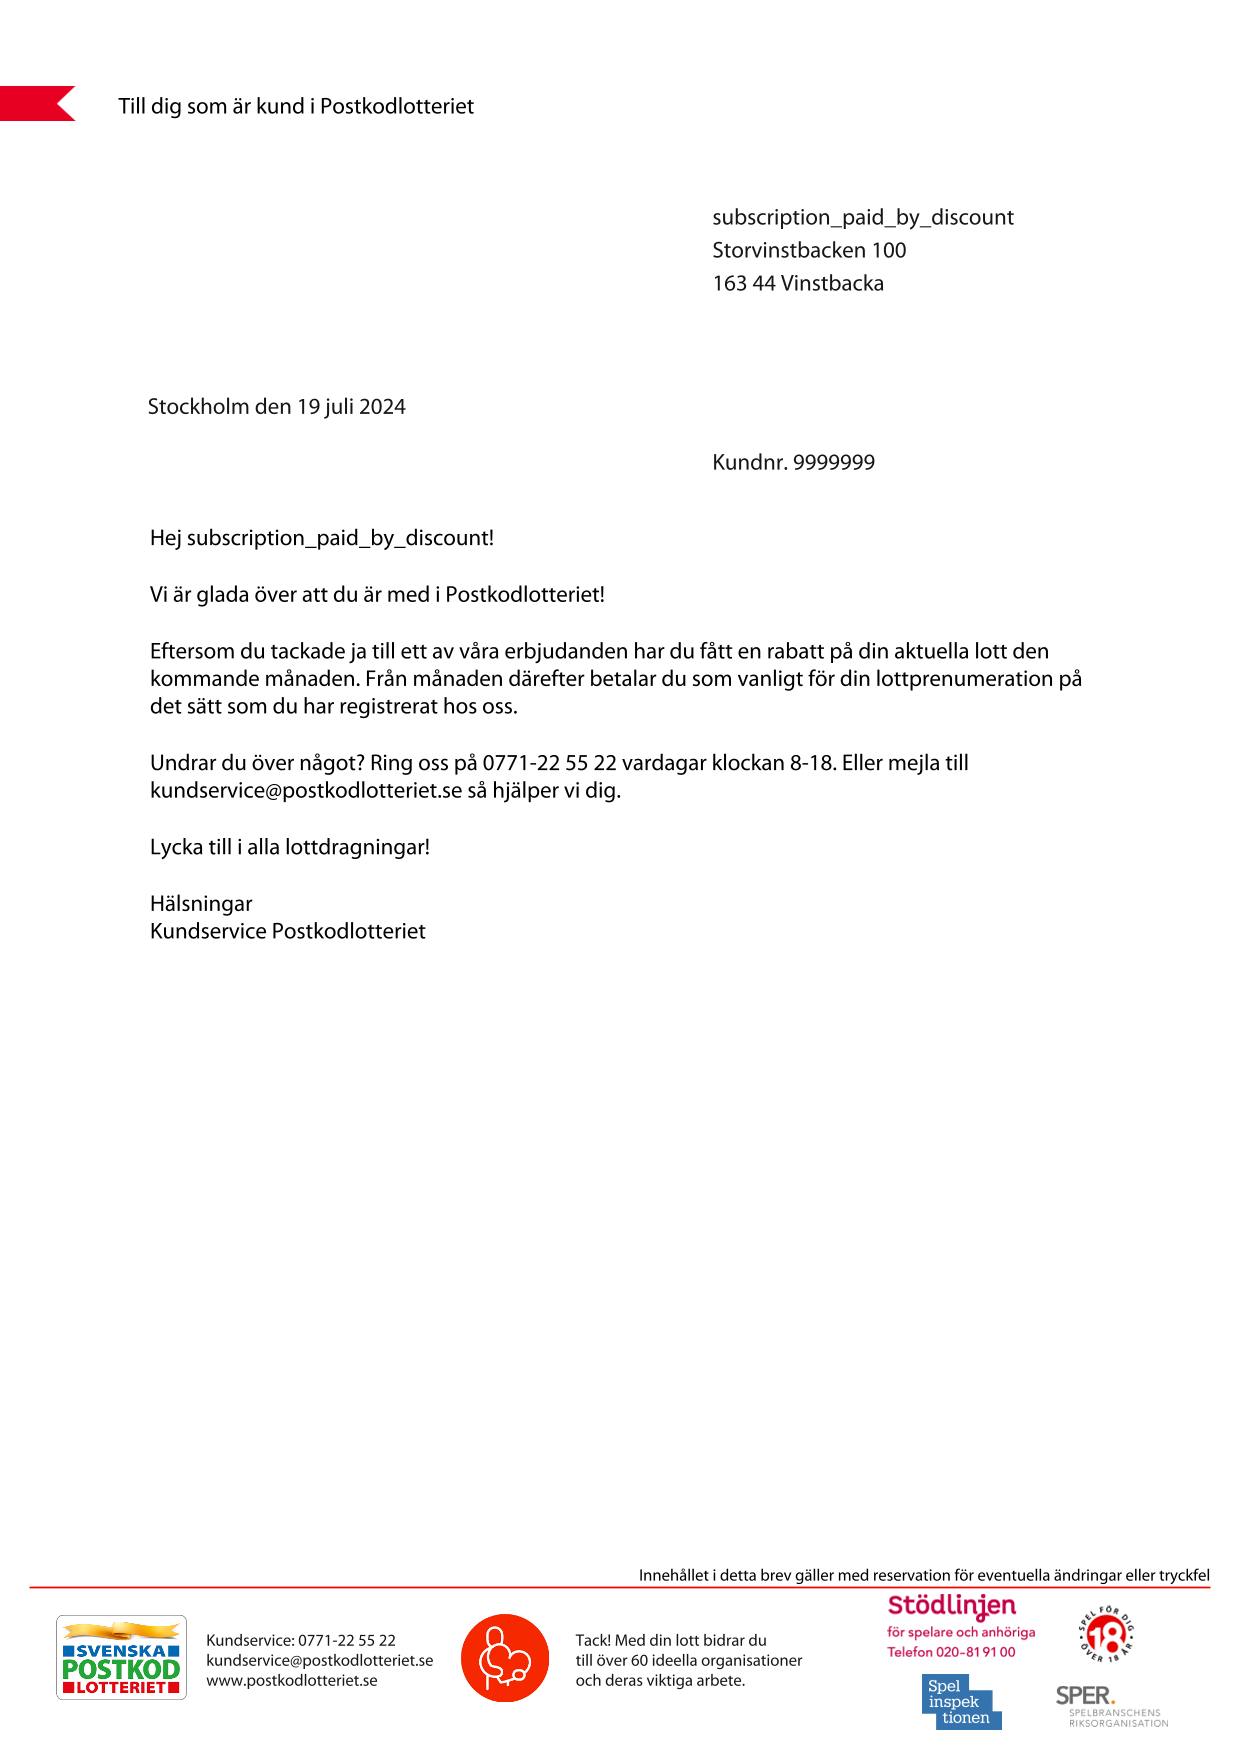 Till dig som är kund i Postkodlotteriet
subscription_paid_by_discount
Storvinstbacken 100
163 44 Vinstbacka
Stockholm den 19 juli 2024
Kundnr. 9999999
Hej subscription_paid_by_discount!
Vi är glada över att du är med i Postkodlotteriet!
Eftersom du tackade ja till ett av våra erbjudanden har du fått en rabatt på din aktuella lott den
kommande månaden. Från månaden därefter betalar du som vanligt för din lottprenumeration på
det sätt som du har registrerat hos oss.
Undrar du över något? Ring oss på 0771-22 55 22 vardagar klockan 8-18. Eller mejla till
kundservice@postkodlotteriet.se så hjälper vi dig.
Lycka till i alla lottdragningar!
Hälsningar
Kundservice Postkodlotteriet
Innehållet i detta brev gäller med reservation för eventuella ändringar eller tryckfel
SVENSKA
POSTKOD
LOTTERIET
Kundservice: 0771-22 55 22
kundservice@postkodlotteriet.se
www.postkodlotteriet.se
Tack! Med din lott bidrar du
till över 60 ideella organisationer
och deras viktiga arbete.
Stödlinjen
för spelare och anhöriga
Telefon 020-81 91 00
SPEL FÖR DIG
18
ÖVER 18 ÅR
Spel
inspek
tionen
SPER.
SPELBRANSCHENS
RIKSORGANISATION